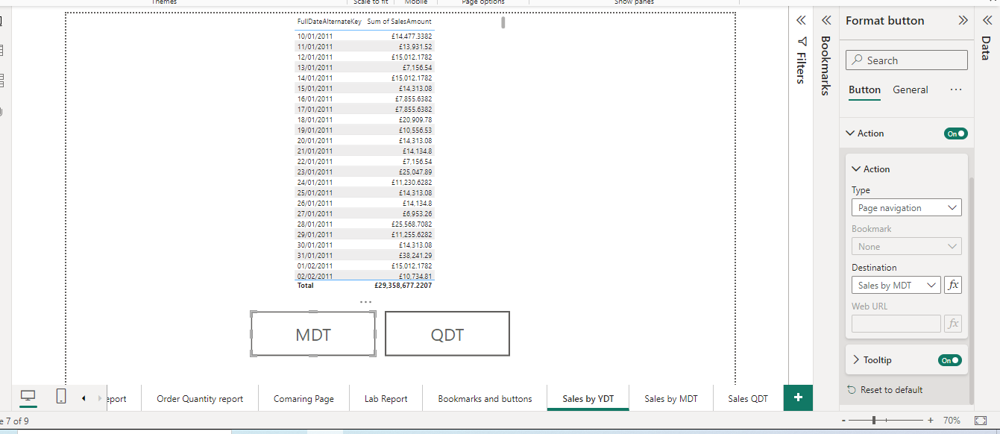 Themes Scale to fit Mobile Page options Show panes
FullDateAlternateKey Sum of SalesAmount
10/01/2011 £14,477.3382
11/01/2011 £13,931.52
12/01/2011 £15,012.1782
13/01/2011 £7,156.54
14/01/2011 £15,012.1782
15/01/2011 £14,313.08
16/01/2011 £7,855.6382
17/01/2011 £7,855.6382
18/01/2011 £20,909.78
19/01/2011 £10,556.53
20/01/2011 £14,313.08
21/01/2011 £14,134.8
22/01/2011 £7,156.54
23/01/2011 £25,047.89
24/01/2011 £11,230.6282
25/01/2011 £14,313.08
26/01/2011 £14,134.8
27/01/2011 £6,953.26
28/01/2011 £25,568.7082
29/01/2011 £11,255.6282
30/01/2011 £14,313.08
31/01/2011 £38,241.29
01/02/2011 £15,012.1782
02/02/2011 £10,734.81
Total £29,358,677.2207
MDT
QDT
Filters
Bookmarks
Format button
Search
Button General
Action On
Action
Type
Page navigation
Bookmark
None
Destination
Sales by MDT fx
Web URL
fx
Tooltip On
Reset to default
Data
eport Order Quantity report Comaring Page Lab Report Bookmarks and buttons Sales by YDT Sales by MDT Sales QDT +
e 7 of 9
- + 70%